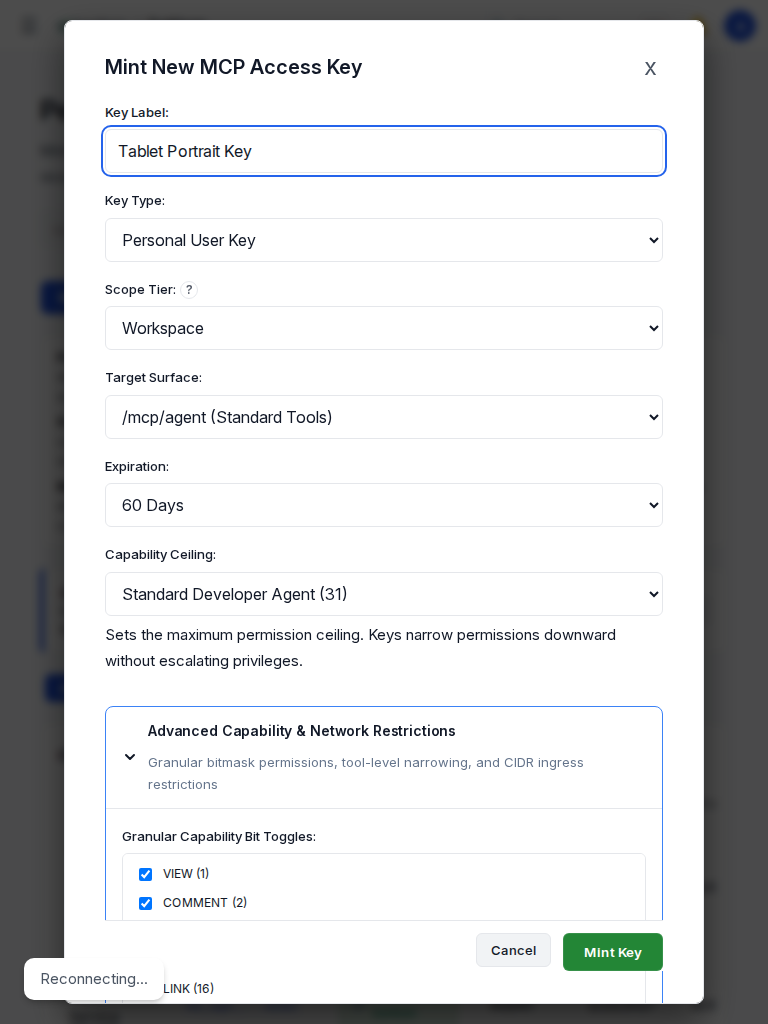 Mint New MCP Access Key
X
Key Label:
Tablet Portrait Key
Key Type:
Personal User Key
Scope Tier: ?
Workspace
Target Surface:
/mcp/agent (Standard Tools)
Expiration:
60 Days
Capability Ceiling:
Standard Developer Agent (31)
Sets the maximum permission ceiling. Keys narrow permissions downward
without escalating privileges.
Advanced Capability & Network Restrictions
Granular bitmask permissions, tool-level narrowing, and CIDR ingress
restrictions
Granular Capability Bit Toggles:
VIEW (1)
COMMENT (2)
Cancel
Mint Key
Reconnecting...
LINK (16)